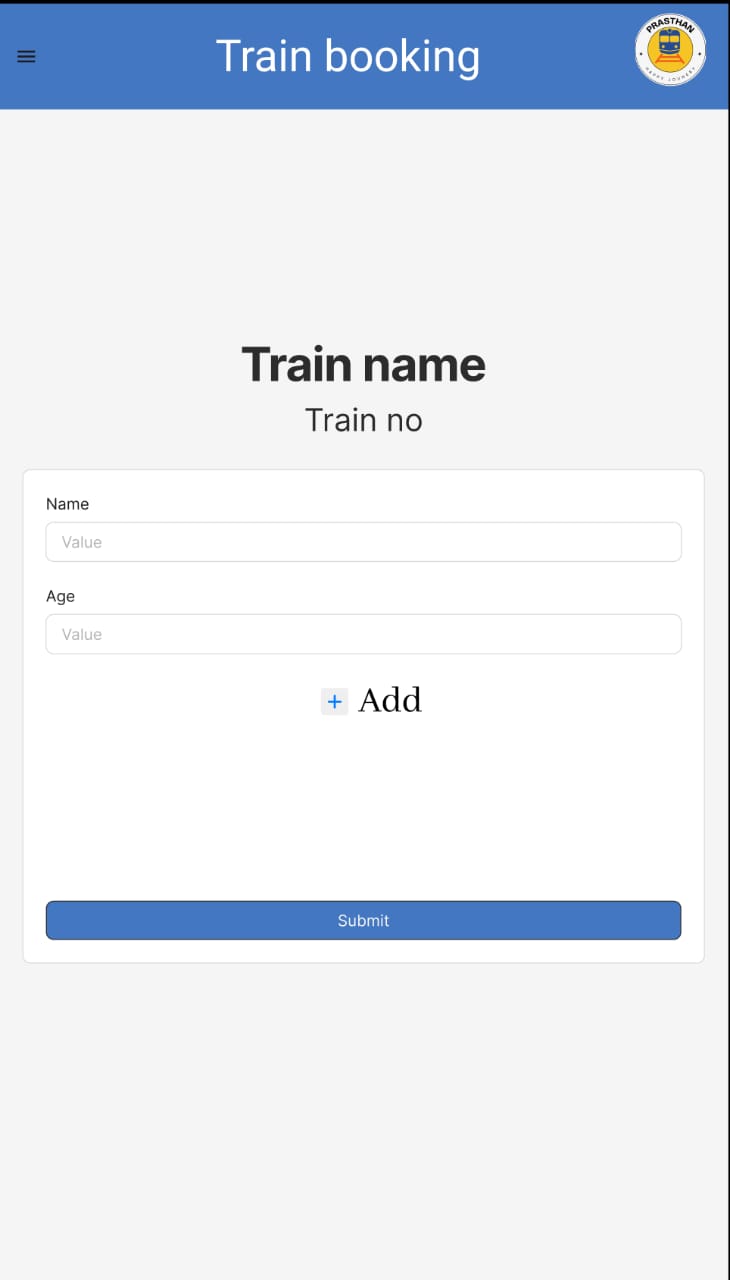 Train booking
PRASTHAN
HAPPY JOURNEY
Train name
Train no
Name
Value
Age
Value
+ Add
Submit